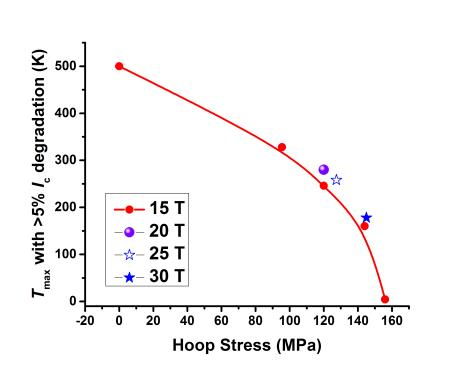 T_max with >5% I_c degradation (K)
500
400
300
200
100
0
15 T
20 T
25 T
30 T
-20 0 20 40 60 80 100 120 140 160
Hoop Stress (MPa)